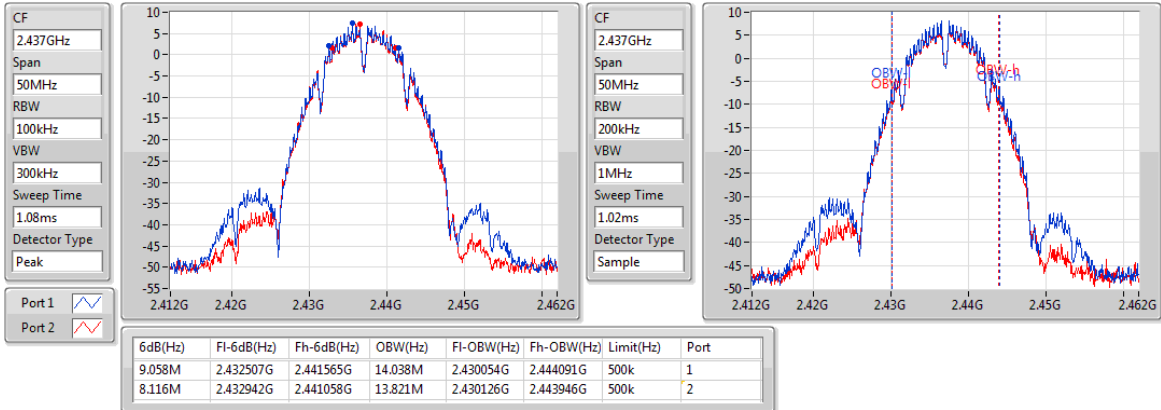 CF
2.437GHz
Span
50MHz
RBW
100kHz
VBW
300kHz
Sweep Time
1.08ms
Detector Type
Peak
10
5
0
-5
-10
-15
-20
-25
-30
-35
-40
-45
-50
-55
2.412G 2.42G 2.43G 2.44G 2.45G 2.462G
CF
2.437GHz
Span
50MHz
RBW
200kHz
VBW
1MHz
Sweep Time
1.02ms
Detector Type
Sample
10
5
0
-5
-10
-15
-20
-25
-30
-35
-40
-45
-50
OBW-l
OBW-l
OBW-h
OBW-h
2.412G 2.42G 2.43G 2.44G 2.45G 2.462G
Port 1
Port 2
6dB(Hz) Fl-6dB(Hz) Fh-6dB(Hz) OBW(Hz) Fl-OBW(Hz) Fh-OBW(Hz) Limit(Hz) Port
9.058M 2.432507G 2.441565G 14.038M 2.430054G 2.444091G 500k 1
8.116M 2.432942G 2.441058G 13.821M 2.430126G 2.443946G 500k 2